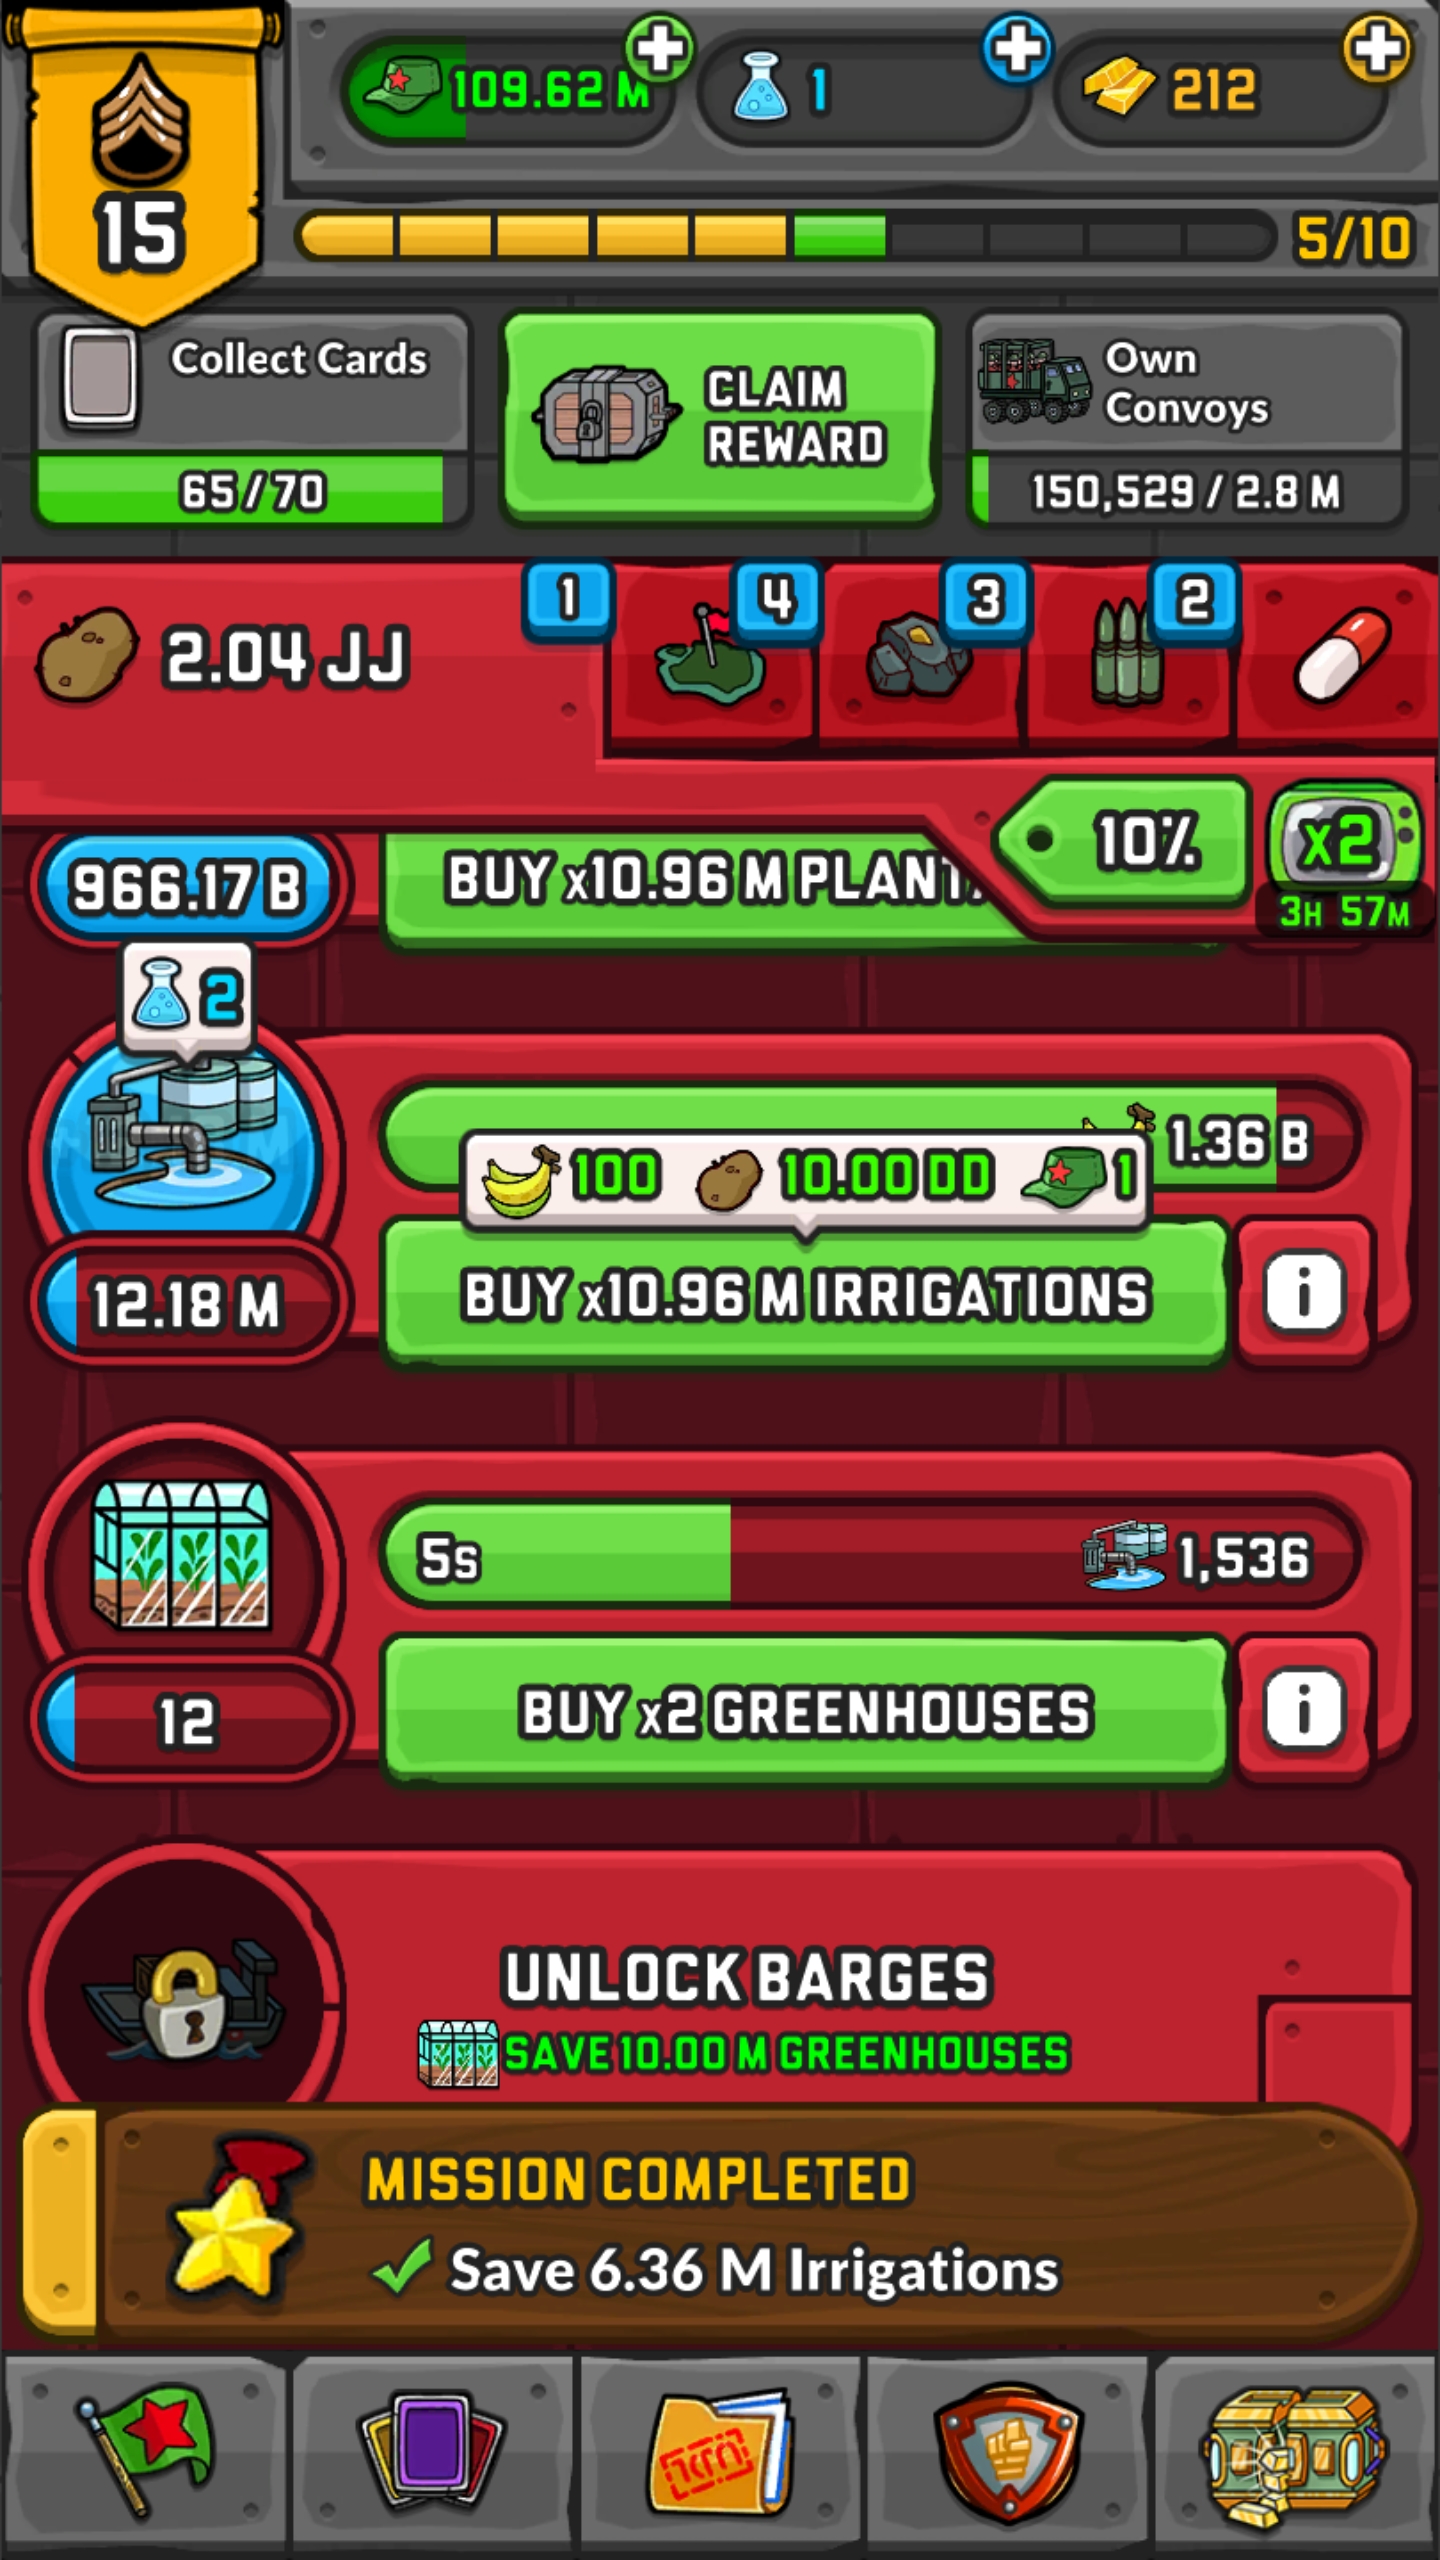 109.62 M
1
212
15
5/10
Collect Cards
65/70
CLAIM
REWARD
Own
Convoys
150,529 / 2.8 M
2.04 JJ
1
4
3
2
10%
x2
3H 57M
966.17 B
BUY x10.96 M PLANT
2
1.36 B
100
10.00 DD
1
12.18 M
BUY x10.96 M IRRIGATIONS
i
5s
1,536
12
BUY x2 GREENHOUSES
i
UNLOCK BARGES
SAVE 10.00 M GREENHOUSES
MISSION COMPLETED
Save 6.36 M Irrigations